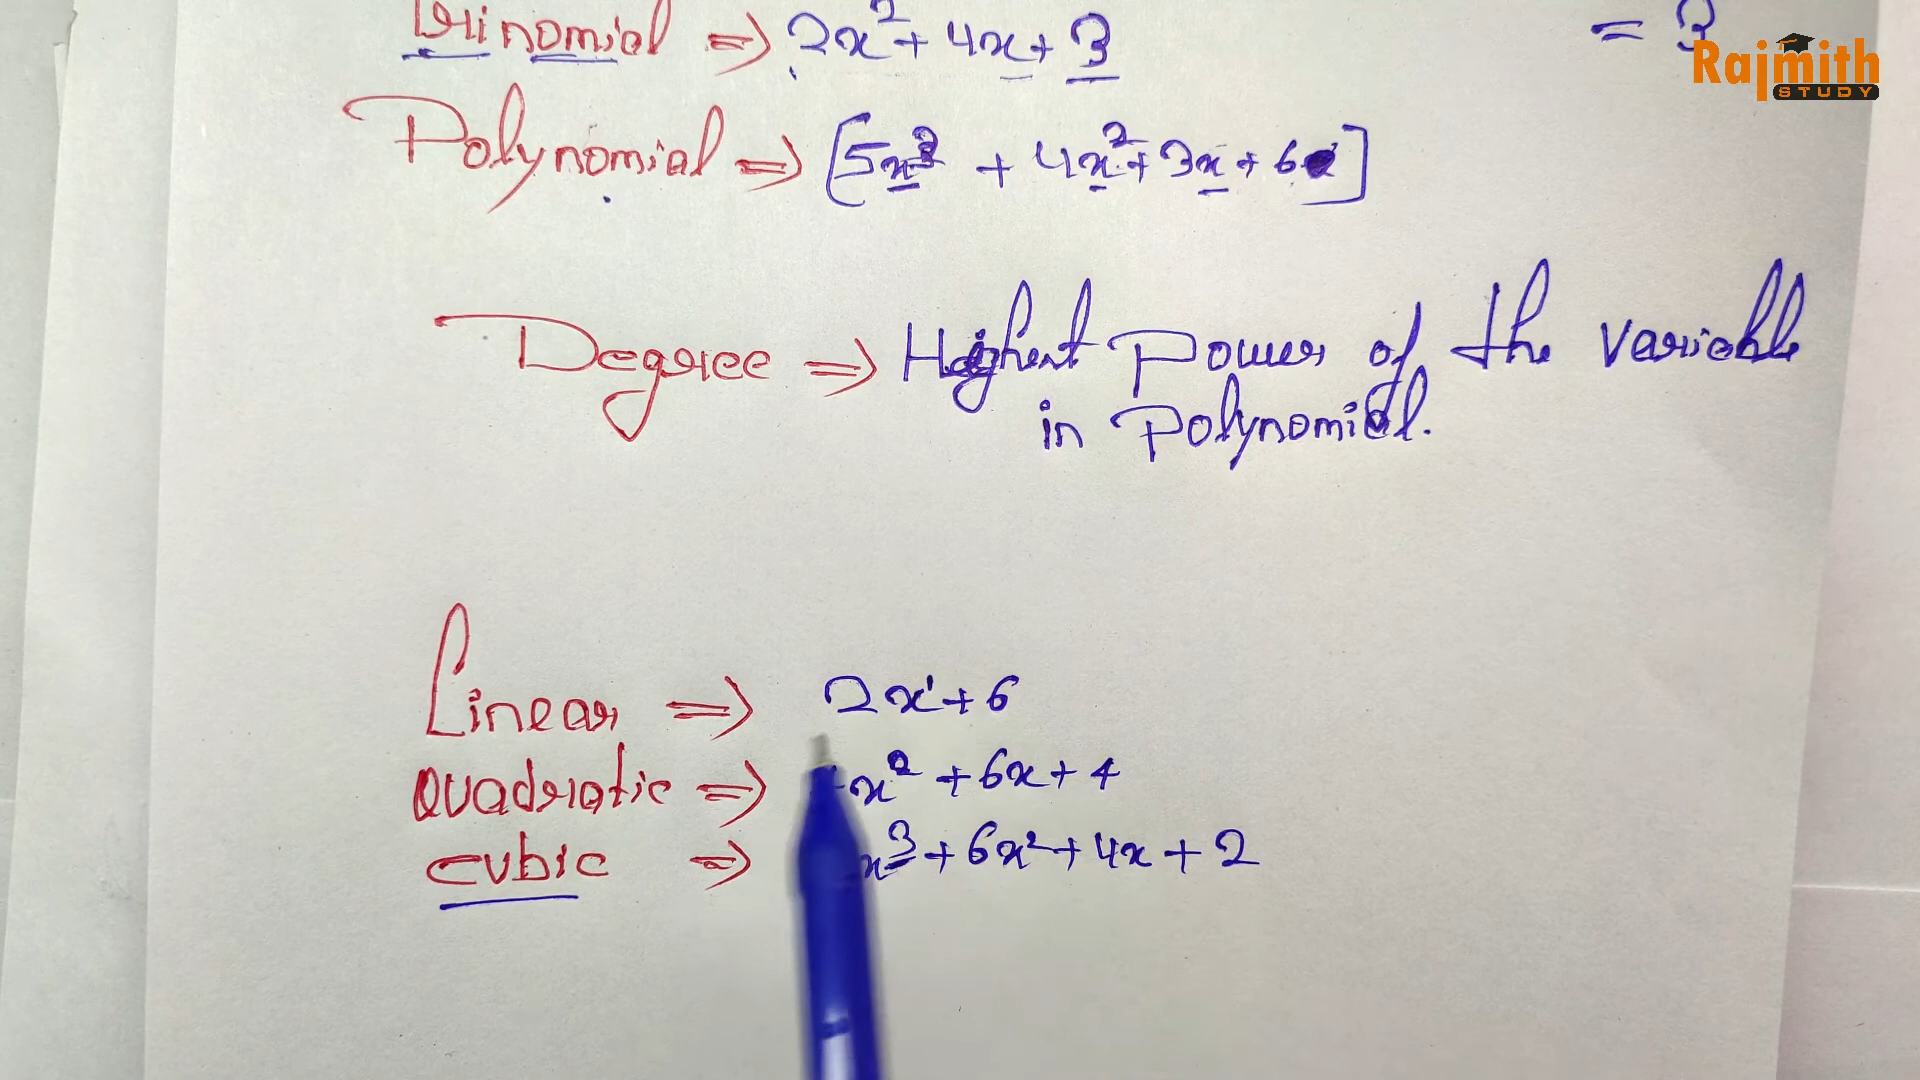 Trinomial ⇒ 2x² + 4x + 3 = 3
Rajmith
STUDY
Polynomial ⇒ [5x³ + 4x² + 3x + 6]
Degree ⇒ Highest Power of the variable
in Polynomial.
Linear ⇒ 2x¹ + 6
Quadratic ⇒ x² + 6x + 4
cubic ⇒ x³ + 6x² + 4x + 2